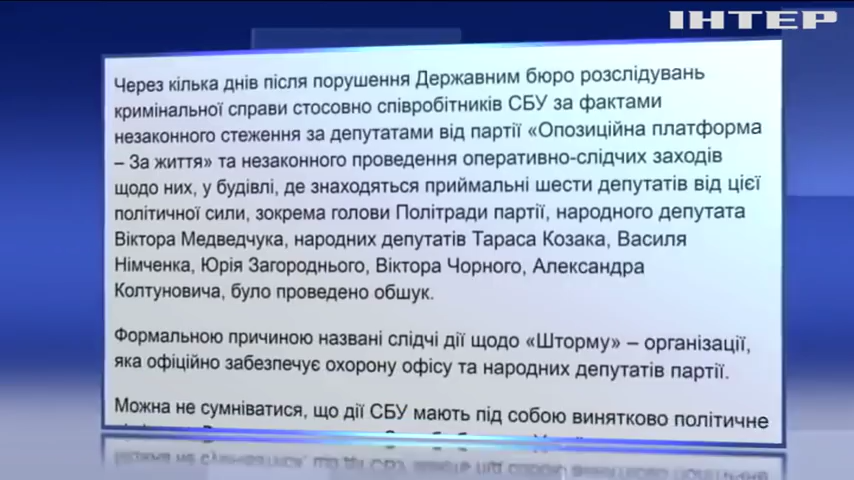 ІНТЕР
Через кілька днів після порушення Державним бюро розслідувань
кримінальної справи стосовно співробітників СБУ за фактами
незаконного стеження за депутатами від партії «Опозиційна платформа
– За життя» та незаконного проведення оперативно-слідчих заходів
щодо них, у будівлі, де знаходяться приймальні шести депутатів від цієї
політичної сили, зокрема голови Політради партії, народного депутата
Віктора Медведчука, народних депутатів Тараса Козака, Василя
Німченка, Юрія Загороднього, Віктора Чорного, Александра
Колтуновича, було проведено обшук.
Формальною причиною названі слідчі дії щодо «Шторму» – організації,
яка офіційно забезпечує охорону офісу та народних депутатів партії.
Можна не сумніватися, що дії СБУ мають під собою винятково політичне